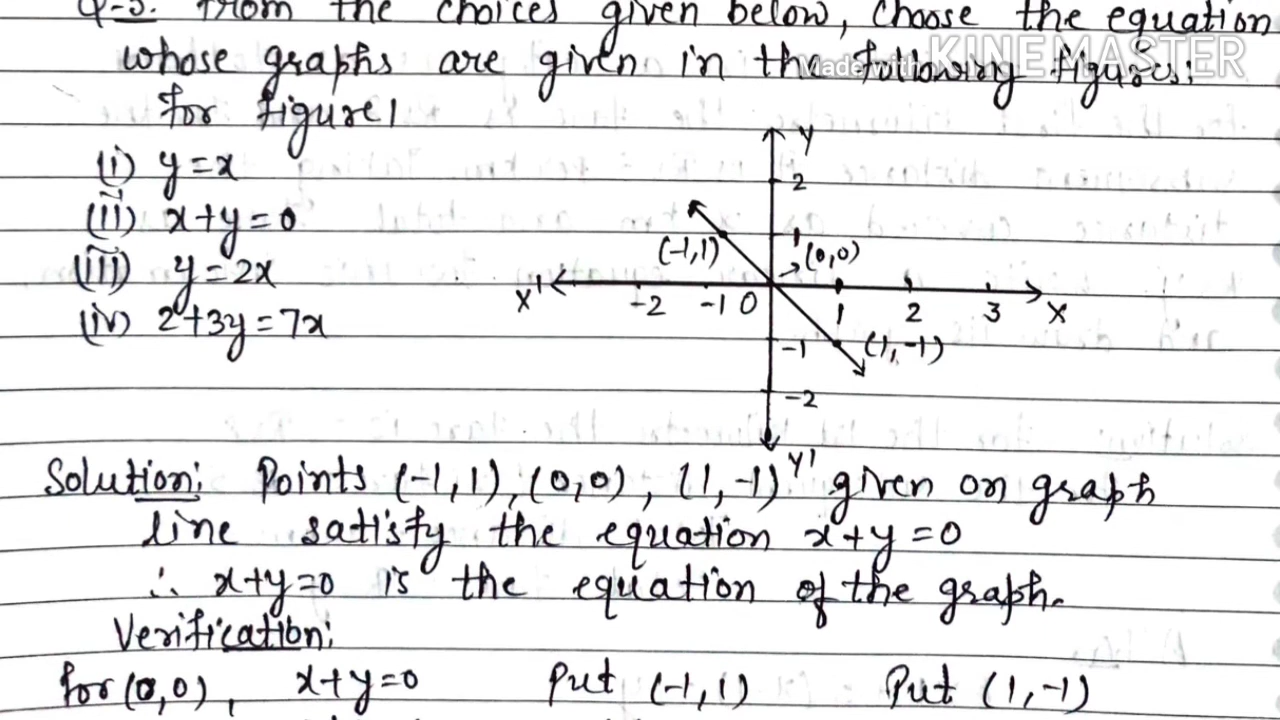 Q-5. From the choices given below, choose the equation
whose graphs are given in the following figures:
Made with KINEMASTER
For figure 1
(i) y=x
(ii) x+y=0
(iii) y=2x
(iv) 2+3y=7x
Y
2
1
(-1,1)
(0,0)
X'
-2 -1 0 1 2 3 X
-1
(1,-1)
-2
Y'
Solution: Points (-1,1), (0,0), (1,-1) given on graph
line satisfy the equation x+y=0
∴ x+y=0 is the equation of the graph.
Verification:
for (0,0), x+y=0 Put (-1,1) Put (1,-1)